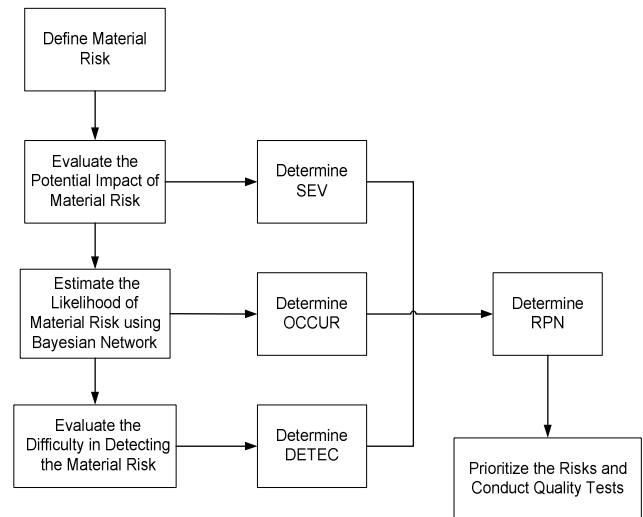 Define Material
Risk
Evaluate the
Potential Impact of
Material Risk
Determine
SEV
Estimate the
Likelihood of
Material Risk using
Bayesian Network
Determine
OCCUR
Determine
RPN
Evaluate the
Difficulty in Detecting
the Material Risk
Determine
DETEC
Prioritize the Risks and
Conduct Quality Tests